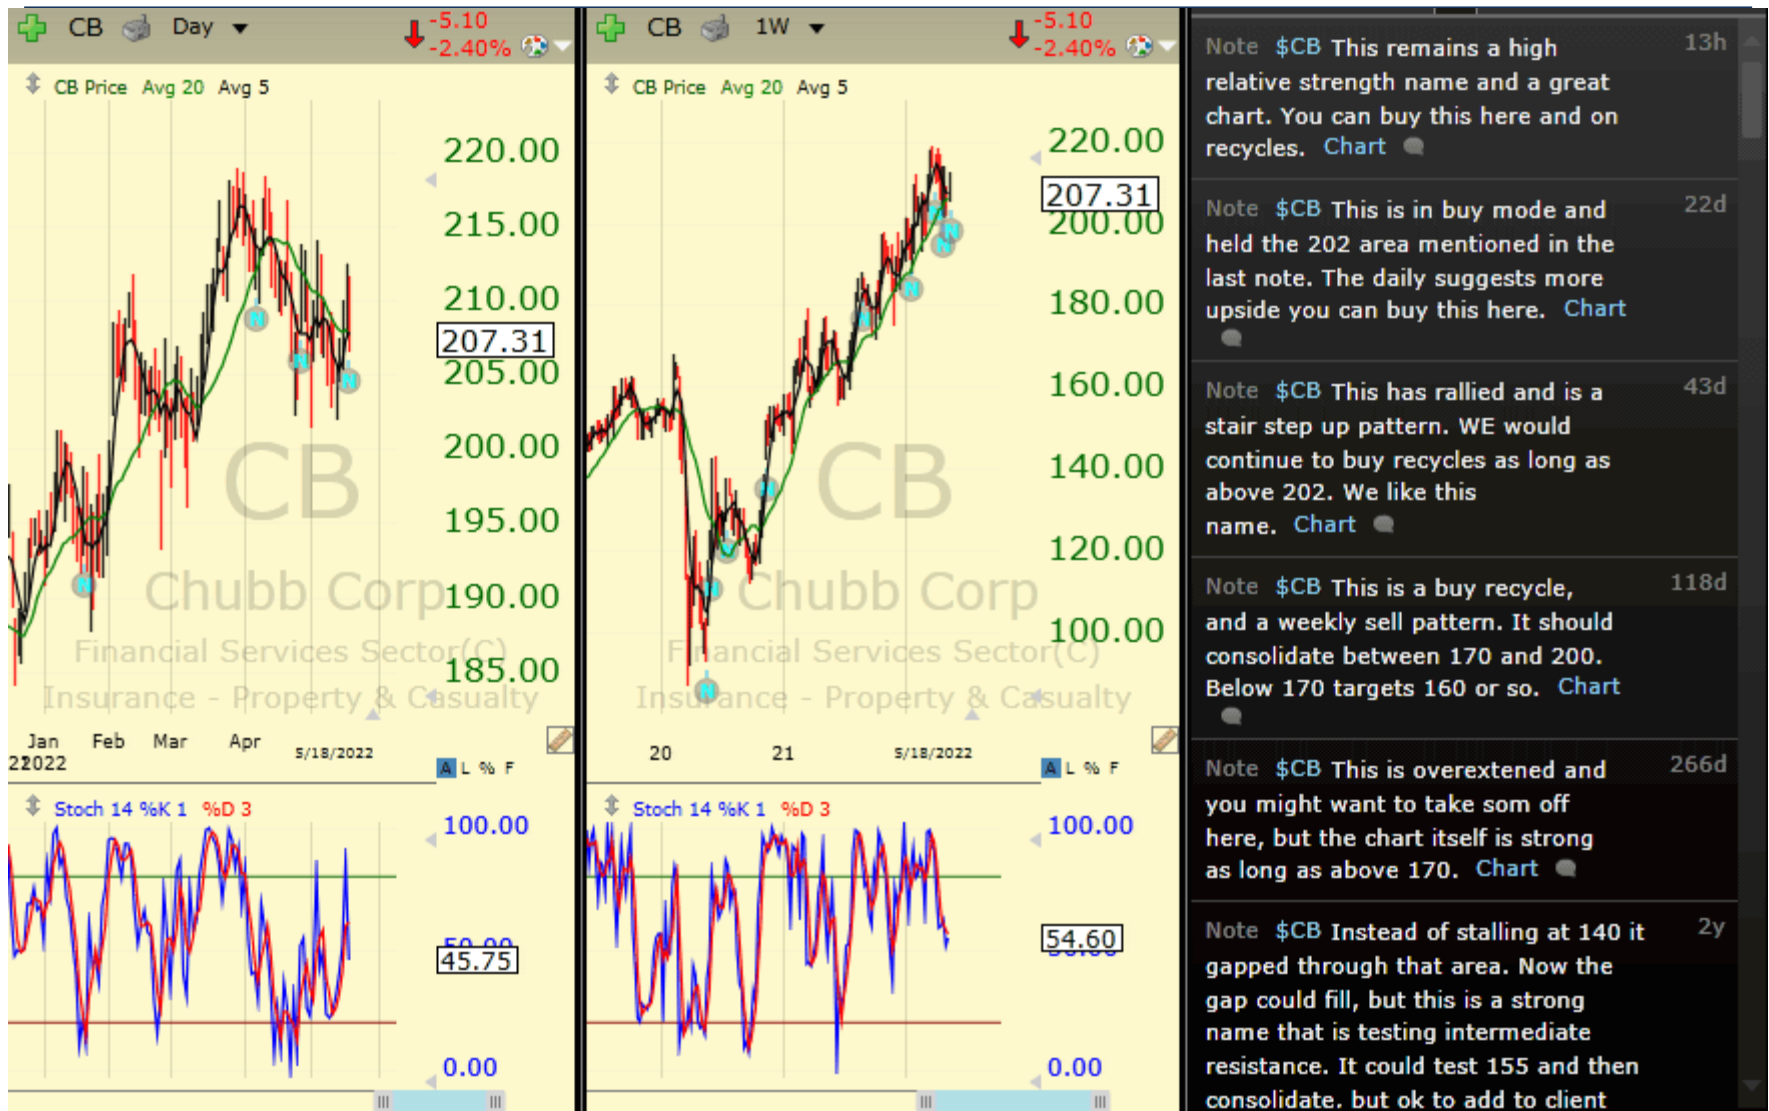 CB Day -5.10
-2.40%
CB Price Avg 20 Avg 5
220.00
215.00
210.00
207.31
205.00
200.00
195.00
190.00
185.00
CB
Chubb Corp
Financial Services Sector(C)
Insurance - Property & Casualty
N
N
N
N
Jan Feb Mar Apr 5/18/2022
2022
A L % F
Stoch 14 %K 1 %D 3
100.00
50.00
45.75
0.00
CB 1W -5.10
-2.40%
CB Price Avg 20 Avg 5
220.00
207.31
200.00
180.00
160.00
140.00
120.00
100.00
CB
Chubb Corp
Financial Services Sector(C)
Insurance - Property & Casualty
N
N
N
N
N
N
N
N
N
20 21 5/18/2022
A L % F
Stoch 14 %K 1 %D 3
100.00
54.60
50.00
0.00
Note $CB This remains a high 13h
relative strength name and a great
chart. You can buy this here and on
recycles. Chart
Note $CB This is in buy mode and 22d
held the 202 area mentioned in the
last note. The daily suggests more
upside you can buy this here. Chart
Note $CB This has rallied and is a 43d
stair step up pattern. WE would
continue to buy recycles as long as
above 202. We like this
name. Chart
Note $CB This is a buy recycle, 118d
and a weekly sell pattern. It should
consolidate between 170 and 200.
Below 170 targets 160 or so. Chart
Note $CB This is overextened and 266d
you might want to take som off
here, but the chart itself is strong
as long as above 170. Chart
Note $CB Instead of stalling at 140 it 2y
gapped through that area. Now the
gap could fill, but this is a strong
name that is testing intermediate
resistance. It could test 155 and then
consolidate. but ok to add to client